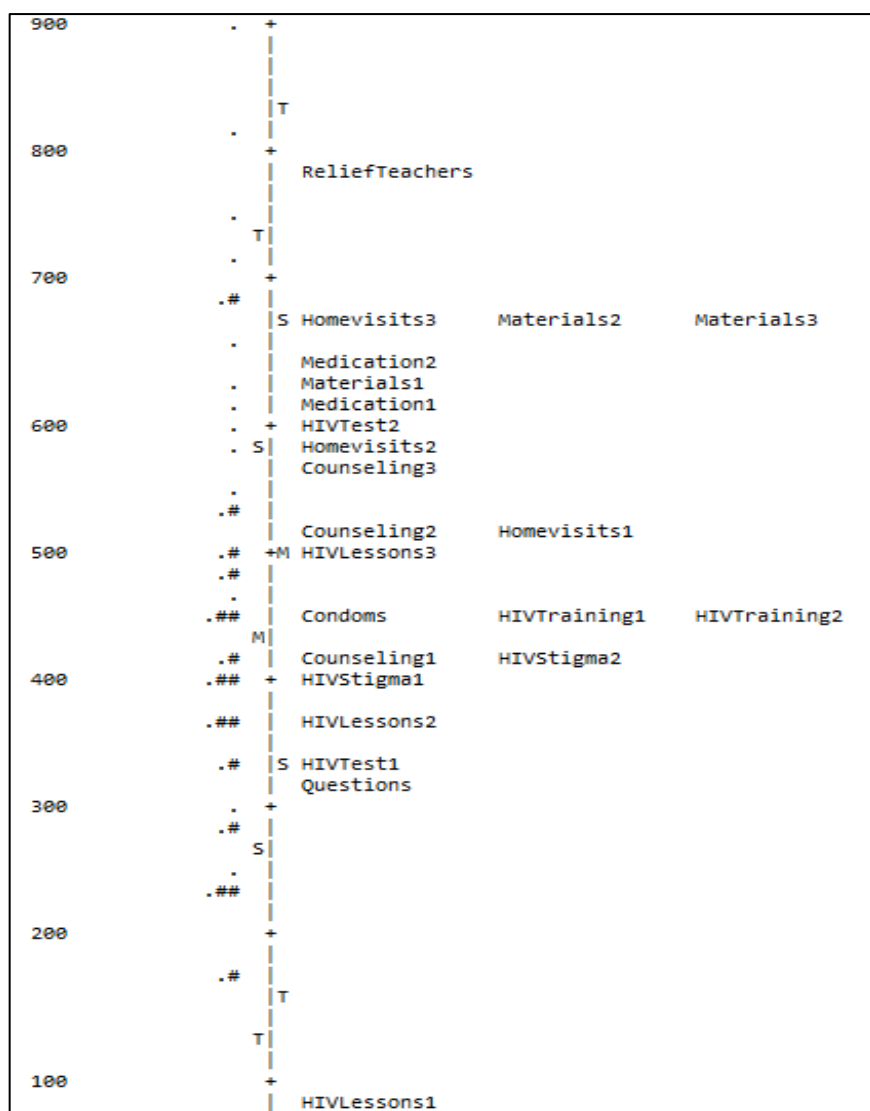 900                . +
                     |
                     |
                     |
                     |T
                   . |
800                  +
                     |  ReliefTeachers
                     |
                   . |
                    T|
                   . |
700                  +
                  .# |
                     |S Homevisits3     Materials2      Materials3
                   . |
                     |  Medication2
                   . |  Materials1
                   . |  Medication1
600                . +  HIVTest2
                   . S| Homevisits2
                     |  Counseling3
                   . |
                  .# |
                     |  Counseling2     Homevisits1
500               .# +M HIVLessons3
                  .# |
                   . |
                 .## |  Condoms         HIVTraining1    HIVTraining2
                    M|
                  .# |  Counseling1     HIVStigma2
400              .## +  HIVStigma1
                     |
                 .## |  HIVLessons2
                     |
                  .# |S HIVTest1
                     |  Questions
300                . +
                  .# |
                    S|
                   . |
                 .## |
                     |
200                  +
                     |
                  .# |
                     |T
                     |
                    T|
                     |
100                  +
                     |  HIVLessons1